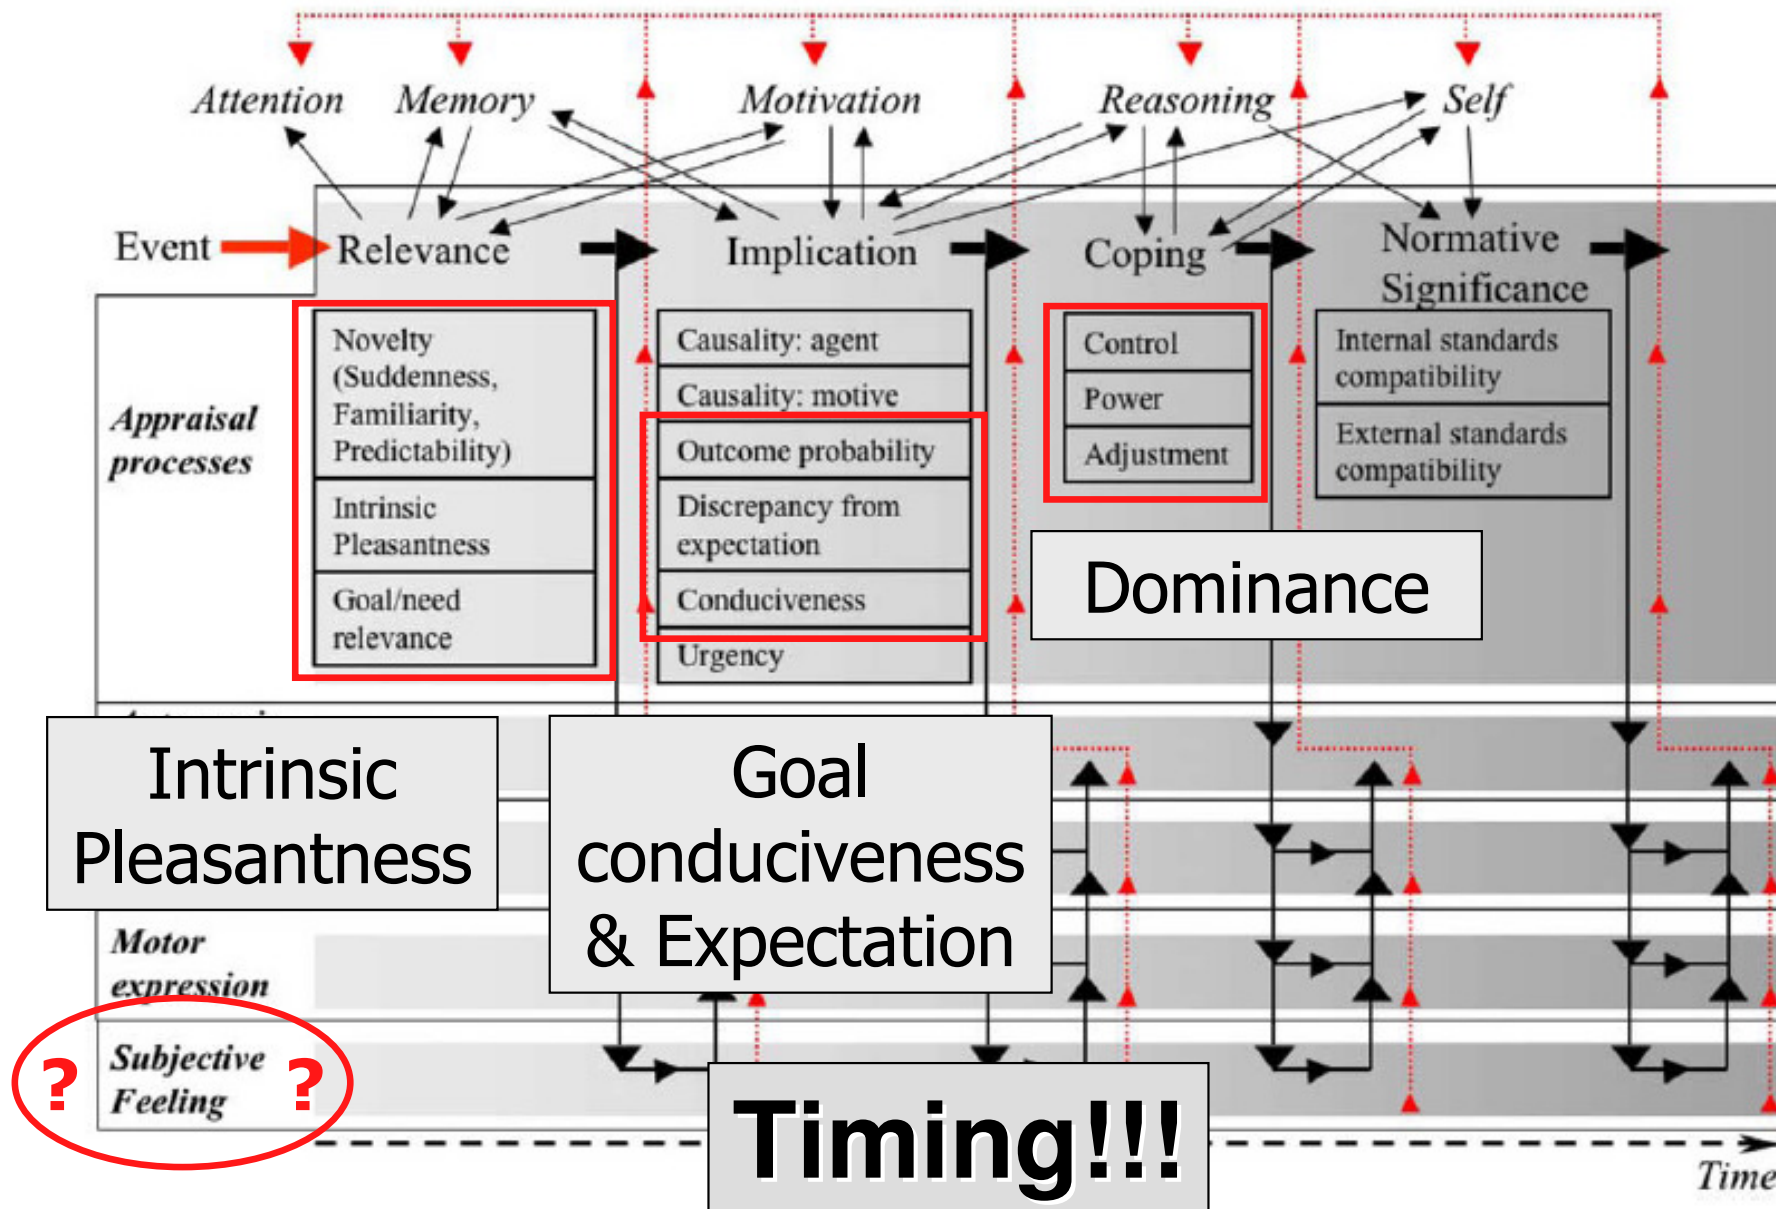 Attention Memory Motivation Reasoning Self
Event Relevance Implication Coping Normative
Significance
Appraisal
processes
Novelty
(Suddenness,
Familiarity,
Predictability)
Intrinsic
Pleasantness
Goal/need
relevance
Causality: agent
Causality: motive
Outcome probability
Discrepancy from
expectation
Conduciveness
Urgency
Control
Power
Adjustment
Internal standards
compatibility
External standards
compatibility
Dominance
Intrinsic
Pleasantness
Goal
conduciveness
& Expectation
Motor
expression
? Subjective ?
Feeling
Timing!!!
Time